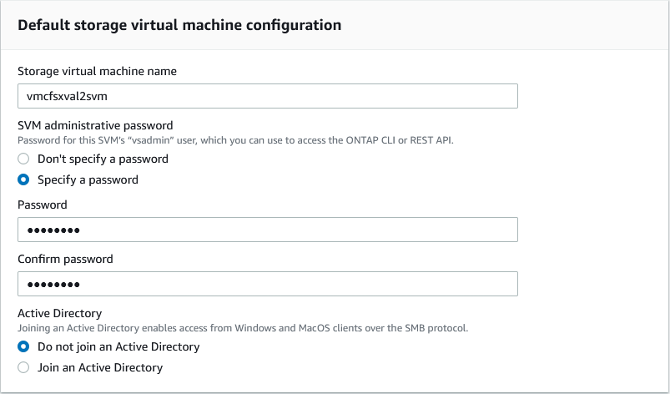 Default storage virtual machine configuration
Storage virtual machine name
vmcfsxval2svm
SVM administrative password
Password for this SVM's "vsadmin" user, which you can use to access the ONTAP CLI or REST API.
Don't specify a password
Specify a password
Password
••••••••
Confirm password
••••••••
Active Directory
Joining an Active Directory enables access from Windows and MacOS clients over the SMB protocol.
Do not join an Active Directory
Join an Active Directory